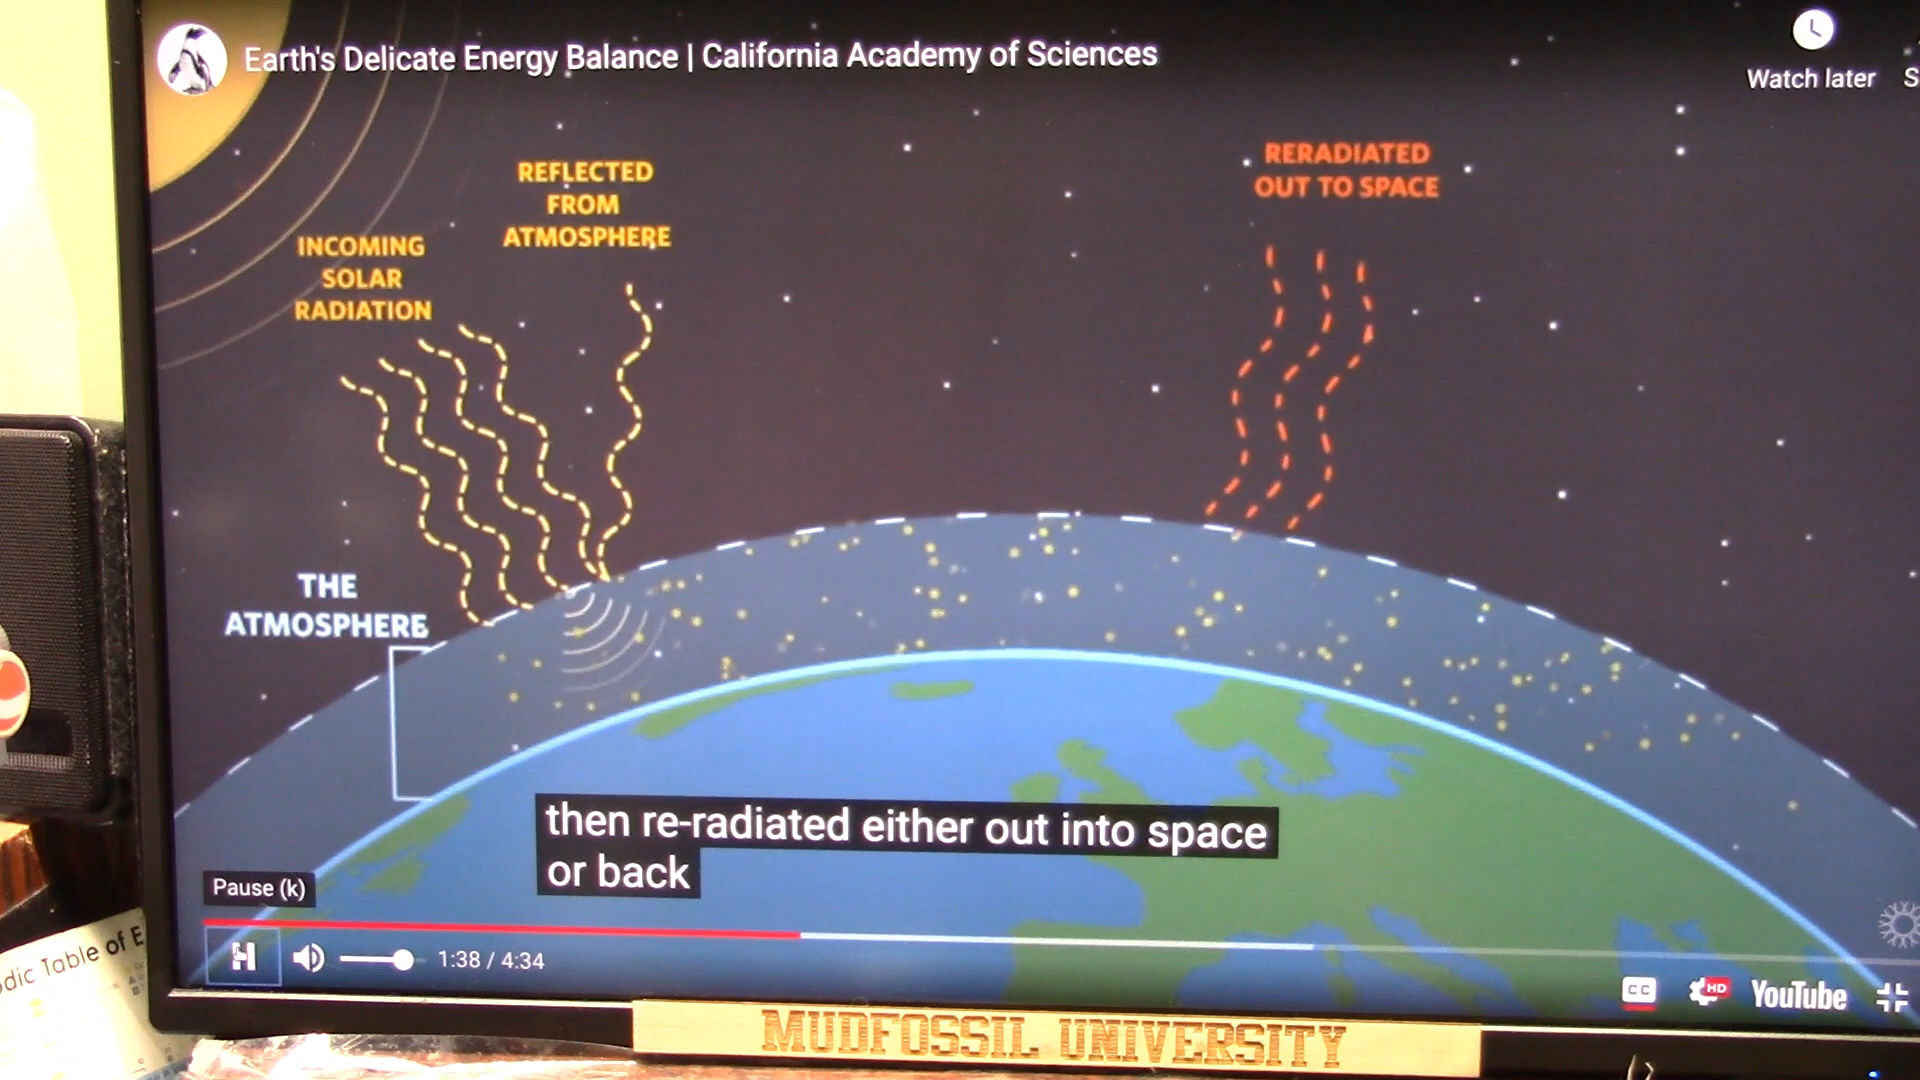 Earth's Delicate Energy Balance | California Academy of Sciences
Watch later
S
REFLECTED
FROM
ATMOSPHERE
RERADIATED
OUT TO SPACE
INCOMING
SOLAR
RADIATION
THE
ATMOSPHERE
then re-radiated either out into space
or back
Pause (k)
1:38 / 4:34
CC
HD
YouTube
dic Table of E
MUDFOSSIL UNIVERSITY